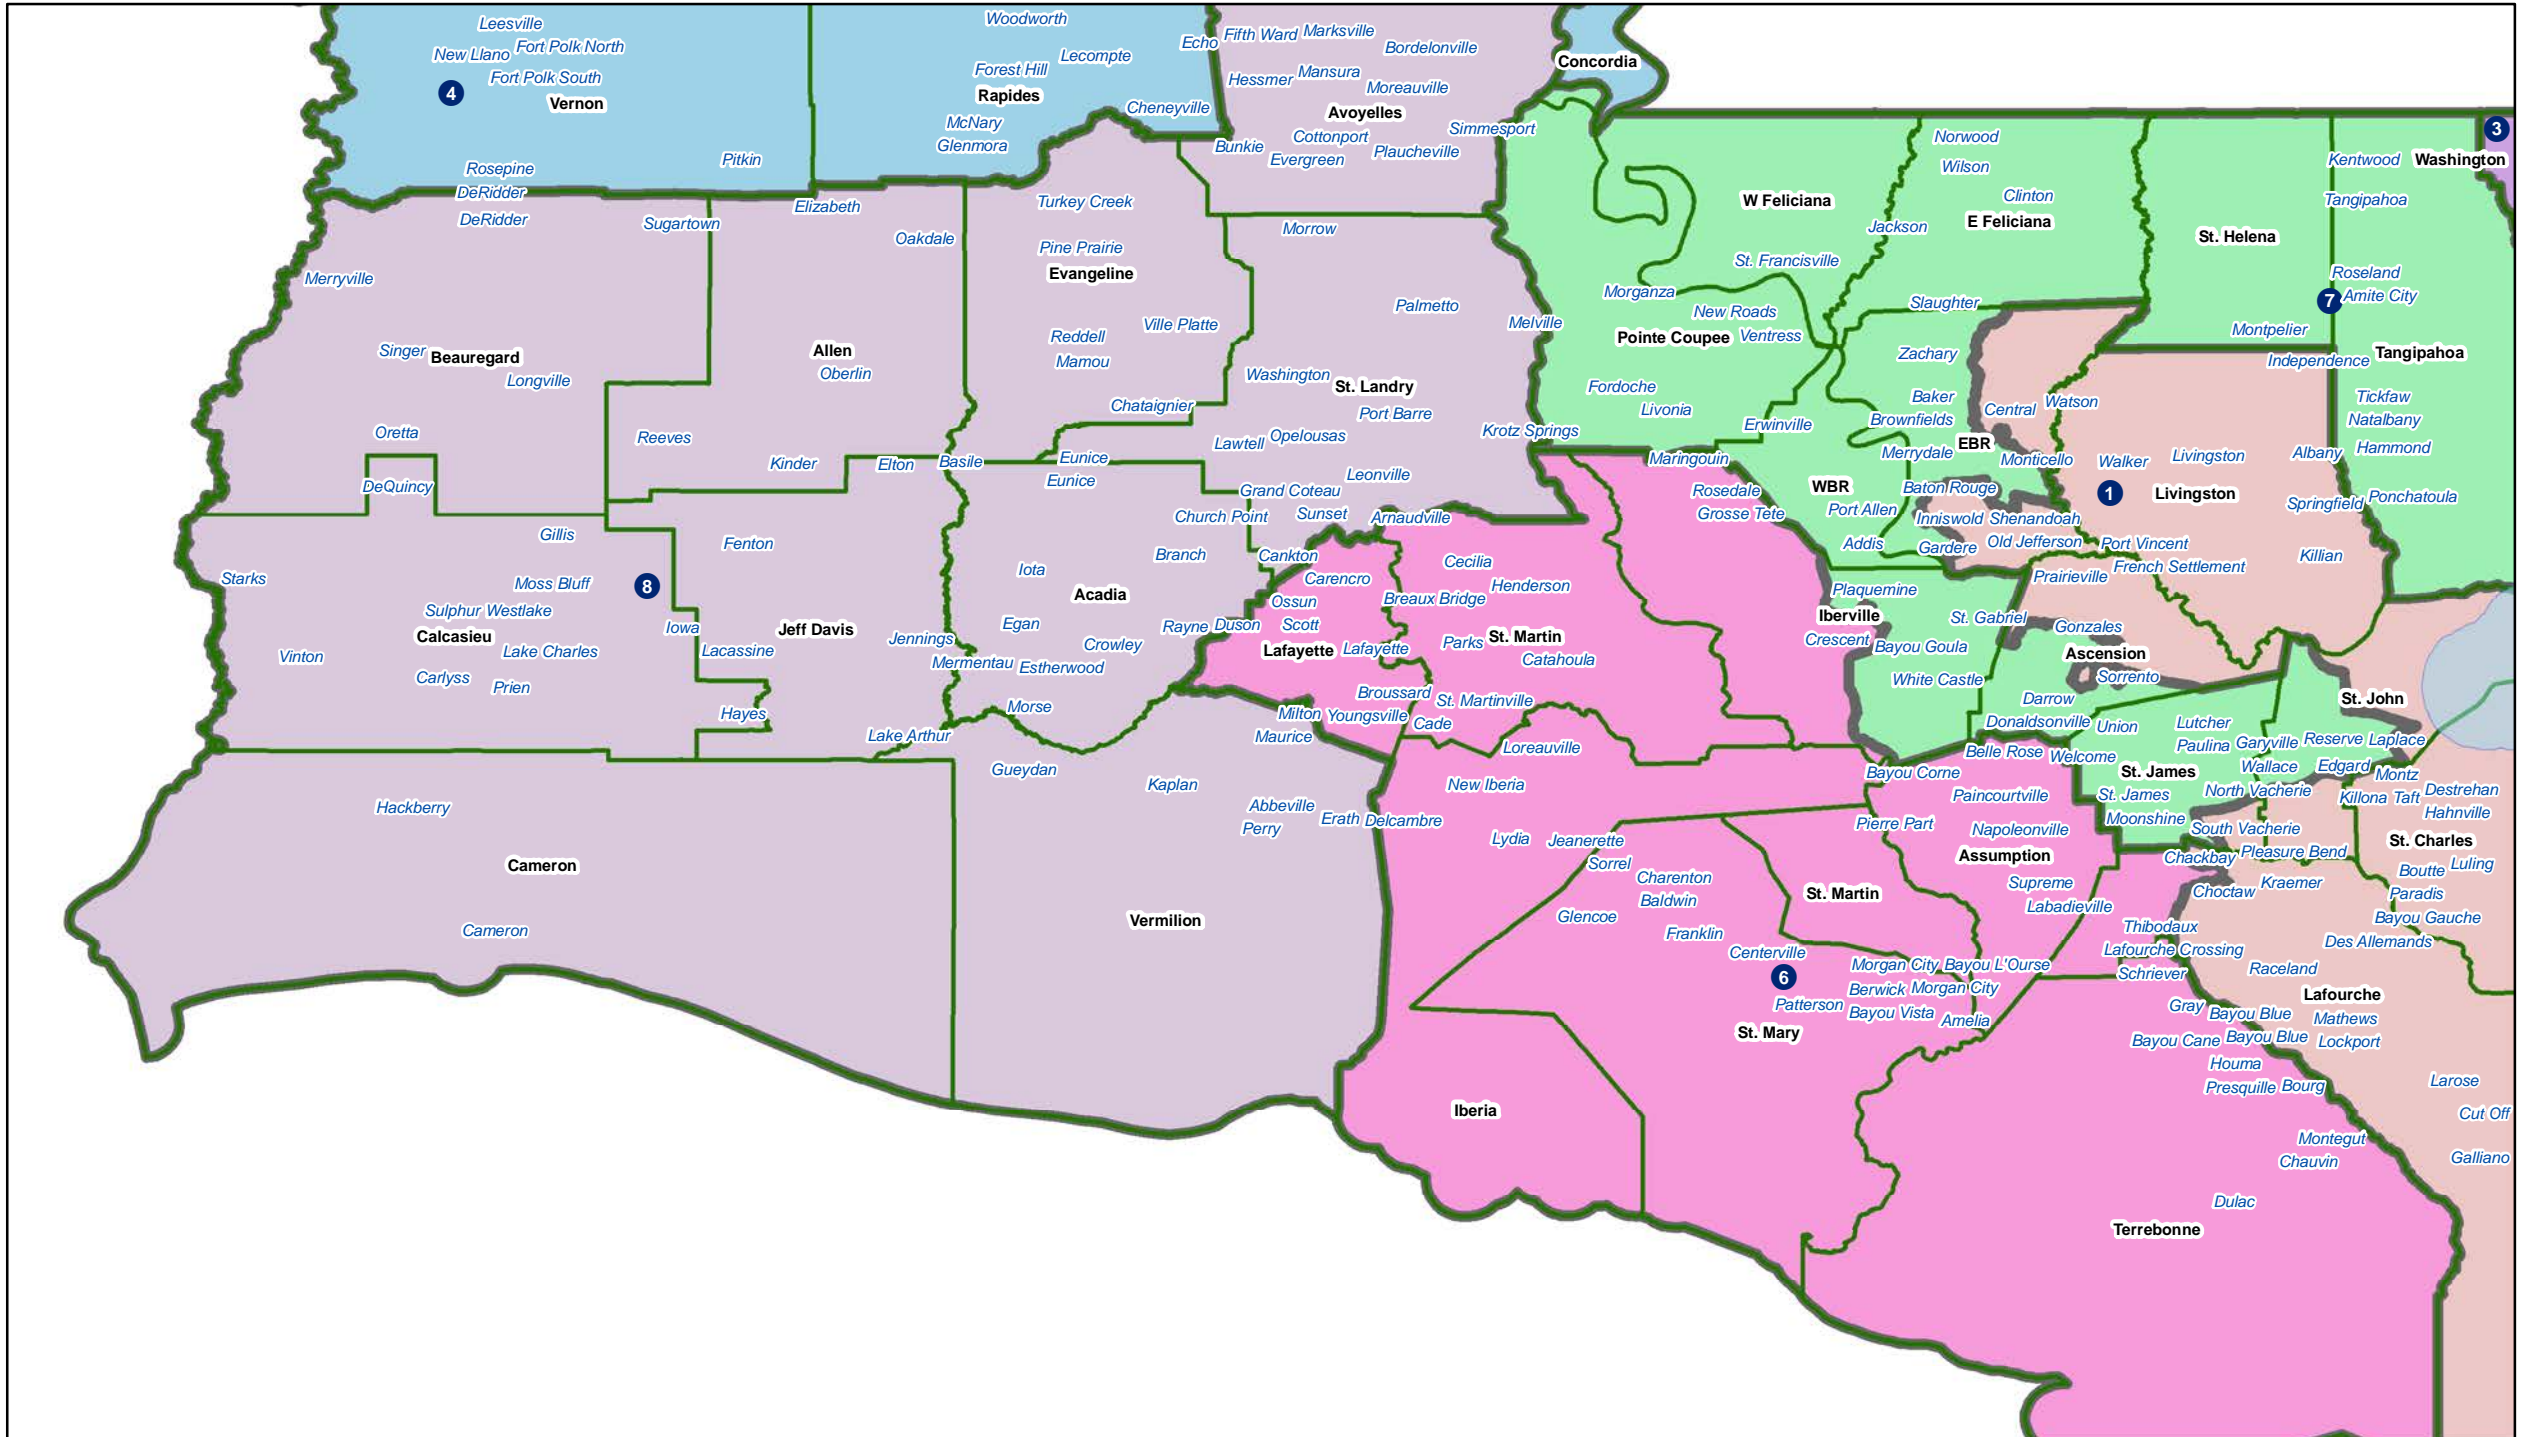 Leesville
Woodworth
Fifth Ward
Marksville
Echo
New Llano
Fort Polk North
Bordelonville
Lecompte
Concordia
Forest Hill
Hessmer
Mansura
Fort Polk South
Moreauville
4
Vernon
Rapides
Cheneyville
Avoyelles
McNary
Simmesport
3
Cottonport
Norwood
Glenmora
Bunkie
Evergreen
Plaucheville
Pitkin
Kentwood
Washington
Rosepine
Wilson
DeRidder
Clinton
Turkey Creek
W Feliciana
Tangipahoa
Elizabeth
DeRidder
Sugartown
E Feliciana
Morrow
Jackson
Oakdale
St. Helena
Pine Prairie
Evangeline
St. Francisville
Merryville
Roseland
Morganza
Amite City
7
Palmetto
Slaughter
New Roads
Melville
Ville Platte
Montpelier
Reddell
Pointe Coupee
Ventress
Singer
Beauregard
Allen
Zachary
Tangipahoa
Mamou
Independence
Oberlin
Washington
Longville
St. Landry
Fordoche
Baker
Tickfaw
Chataignier
Port Barre
Livonia
Central
Watson
Brownfields
Natalbany
Erwinville
Oretta
Krotz Springs
Reeves
Lawtell
Opelousas
EBR
Hammond
Merrydale
Albany
Kinder
Elton
Basile
Eunice
Maringouin
Monticello
Walker
Livingston
Eunice
Leonville
DeQuincy
Grand Coteau
Rosedale
WBR
Baton Rouge
1
Livingston
Ponchatoula
Springfield
Church Point
Sunset
Arnaudville
Grosse Tete
Port Allen
Inniswold
Shenandoah
Gillis
Fenton
Addis
Gardere
Old Jefferson
Port Vincent
Branch
Cankton
Cecilia
Killian
Iota
French Settlement
Starks
Moss Bluff
8
Carencro
Henderson
Prairieville
Acadia
Ossun
Breaux Bridge
Plaquemine
Sulphur
Westlake
Iberville
St. Gabriel
Egan
Rayne
Duson
Scott
Gonzales
Calcasieu
Iowa
Jeff Davis
Jennings
Crowley
Parks
St. Martin
Crescent
Bayou Goula
Ascension
Vinton
Lake Charles
Lacassine
Mermentau
Estherwood
Lafayette
Lafayette
Catahoula
Carlyss
Prien
White Castle
Sorrento
Broussard
St. Martinville
Darrow
St. John
Hayes
Morse
Milton
Youngsville
Cade
Donaldsonville
Union
Lutcher
Lake Arthur
Maurice
Loreauville
Belle Rose
Welcome
Paulina
Garyville
Reserve
Laplace
Gueydan
Bayou Corne
St. James
Wallace
Edgard
Montz
Kaplan
New Iberia
Paincourtville
St. James
North Vacherie
Killona
Taft
Destrehan
Hackberry
Abbeville
Hahnville
Perry
Erath
Delcambre
Pierre Part
Napoleonville
Moonshine
South Vacherie
Lydia
Jeanerette
St. Charles
Cameron
Sorrel
Assumption
Chackbay
Pleasure Bend
Boutte
Luling
Charenton
Supreme
Choctaw
Kraemer
Baldwin
St. Martin
Paradis
Vermilion
Glencoe
Labadieville
Bayou Gauche
Cameron
Franklin
Thibodaux
Des Allemands
Centerville
Lafourche Crossing
6
Morgan City
Bayou L'Ourse
Schriever
Raceland
Berwick
Morgan City
Lafourche
Patterson
Bayou Vista
Amelia
Gray
Bayou Blue
Mathews
St. Mary
Bayou Cane
Bayou Blue
Lockport
Houma
Presquille
Bourg
Larose
Iberia
Cut Off
Montegut
Chauvin
Galliano
Dulac
Terrebonne